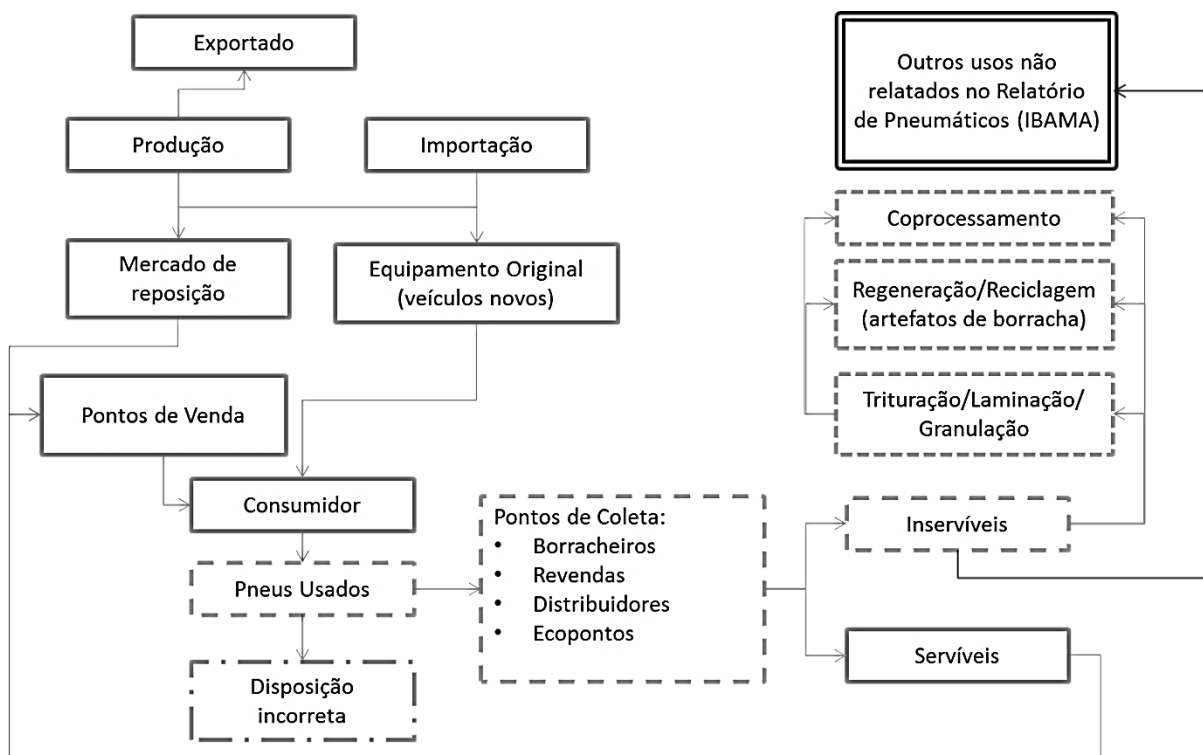 Exportado
Produção
Importação
Mercado de
reposição
Equipamento Original
(veículos novos)
Pontos de Venda
Consumidor
Pneus Usados
Disposição
incorreta
Pontos de Coleta:
• Borracheiros
• Revendas
• Distribuidores
• Ecopontos
Outros usos não
relatados no Relatório
de Pneumáticos (IBAMA)
Coprocessamento
Regeneração/Reciclagem
(artefatos de borracha)
Trituração/Laminação/
Granulação
Inservíveis
Servíveis